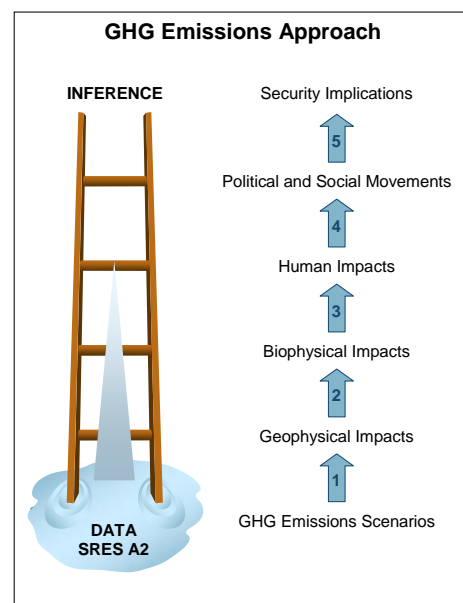 GHG Emissions Approach
INFERENCE
Security Implications
5
Political and Social Movements
4
Human Impacts
3
Biophysical Impacts
2
Geophysical Impacts
1
GHG Emissions Scenarios
DATA
SRES A2